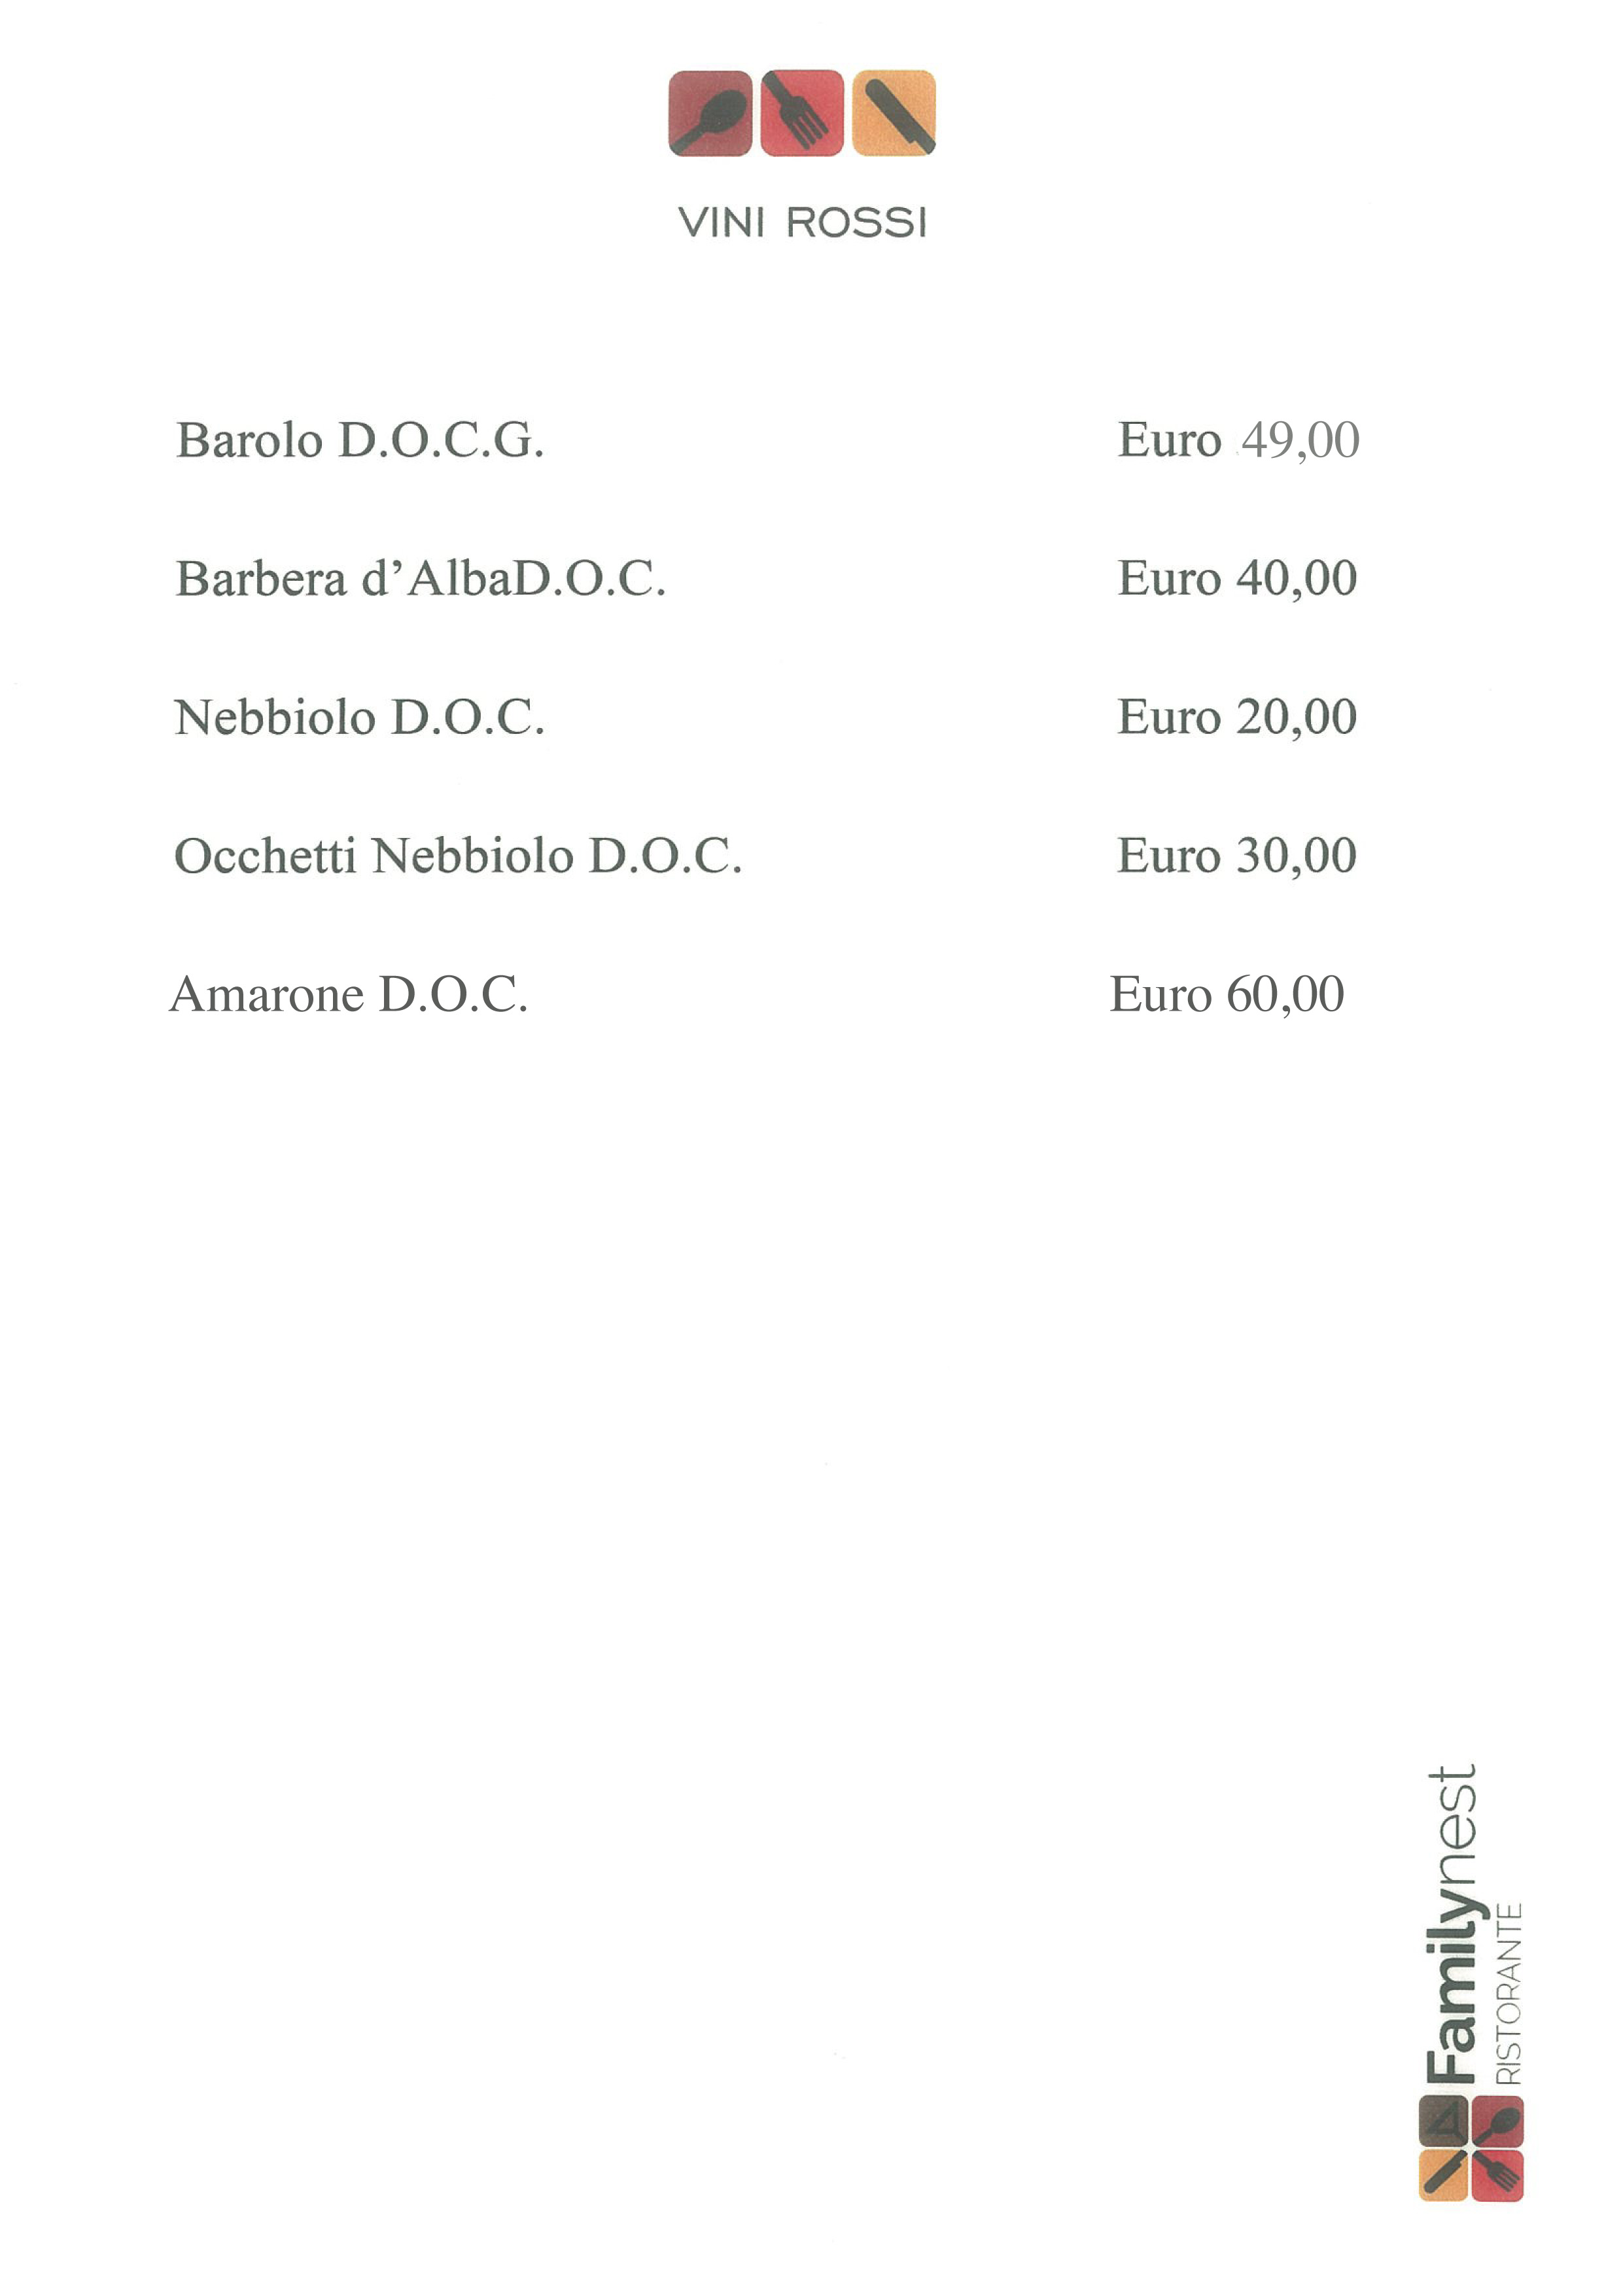 VINI ROSSI
Barolo D.O.C.G. Euro 49,00
Barbera d'AlbaD.O.C. Euro 40,00
Nebbiolo D.O.C. Euro 20,00
Occhetti Nebbiolo D.O.C. Euro 30,00
Amarone D.O.C. Euro 60,00
Familynest
RISTORANTE